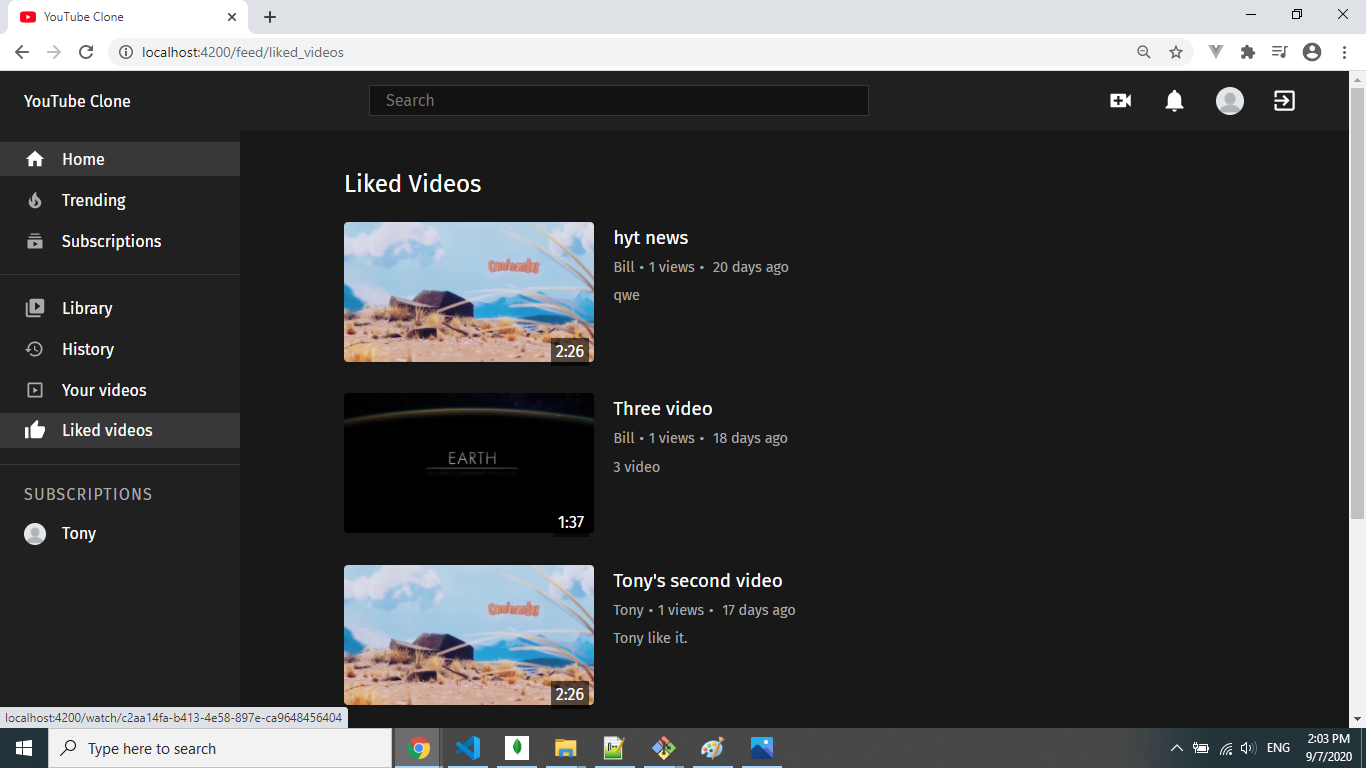 YouTube Clone
localhost:4200/feed/liked_videos
YouTube Clone
Search
Home
Trending
Subscriptions
Library
History
Your videos
Liked videos
SUBSCRIPTIONS
Tony
Liked Videos
2:26
hyt news
Bill • 1 views • 20 days ago
qwe
EARTH
1:37
Three video
Bill • 1 views • 18 days ago
3 video
2:26
Tony's second video
Tony • 1 views • 17 days ago
Tony like it.
localhost:4200/watch/c2aa14fa-b413-4e58-897e-ca9648456404
Type here to search
ENG
2:03 PM
9/7/2020